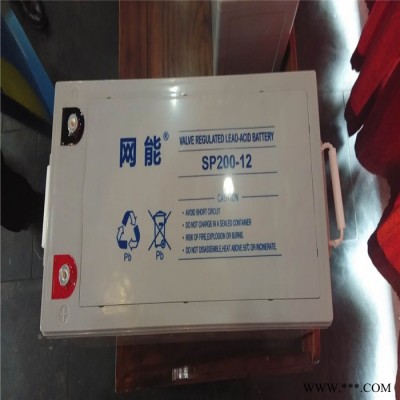 网能®
VALVE REGULATED LEAD-ACID BATTERY
SP200-12
CAUTION
AVOID SHORT CIRCUIT
DO NOT CHARGE IN A SEALED CONTAINER
RISK OF FIRE,EXPLOSION OR BURNS.
DO NOT DISASSEMBLE,HEAT ABOVE 50°C OR INCINERATE.
Pb
Pb
www.***.COM